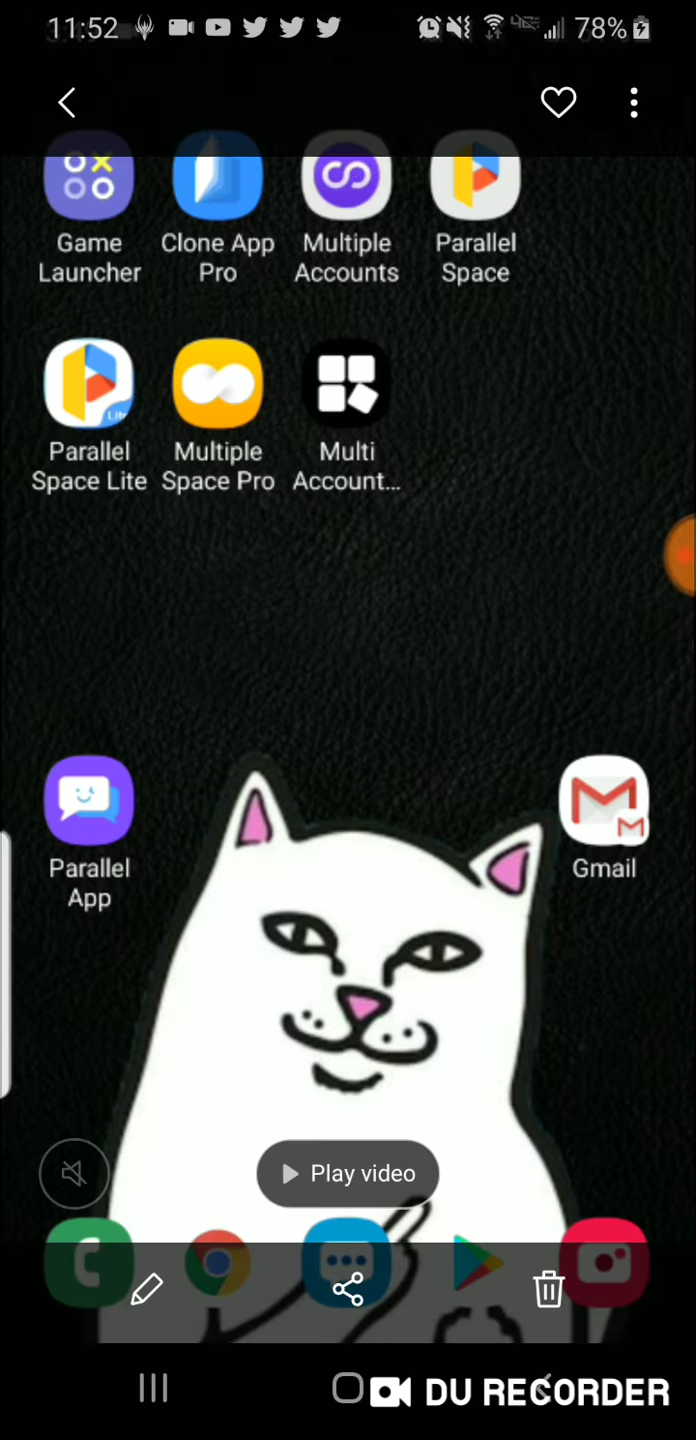 11:52
78%
Game Launcher
Clone App Pro
Multiple Accounts
Parallel Space
Lite
Parallel Space Lite
Multiple Space Pro
Multi Account...
Parallel App
Gmail
Play video
DU RECORDER